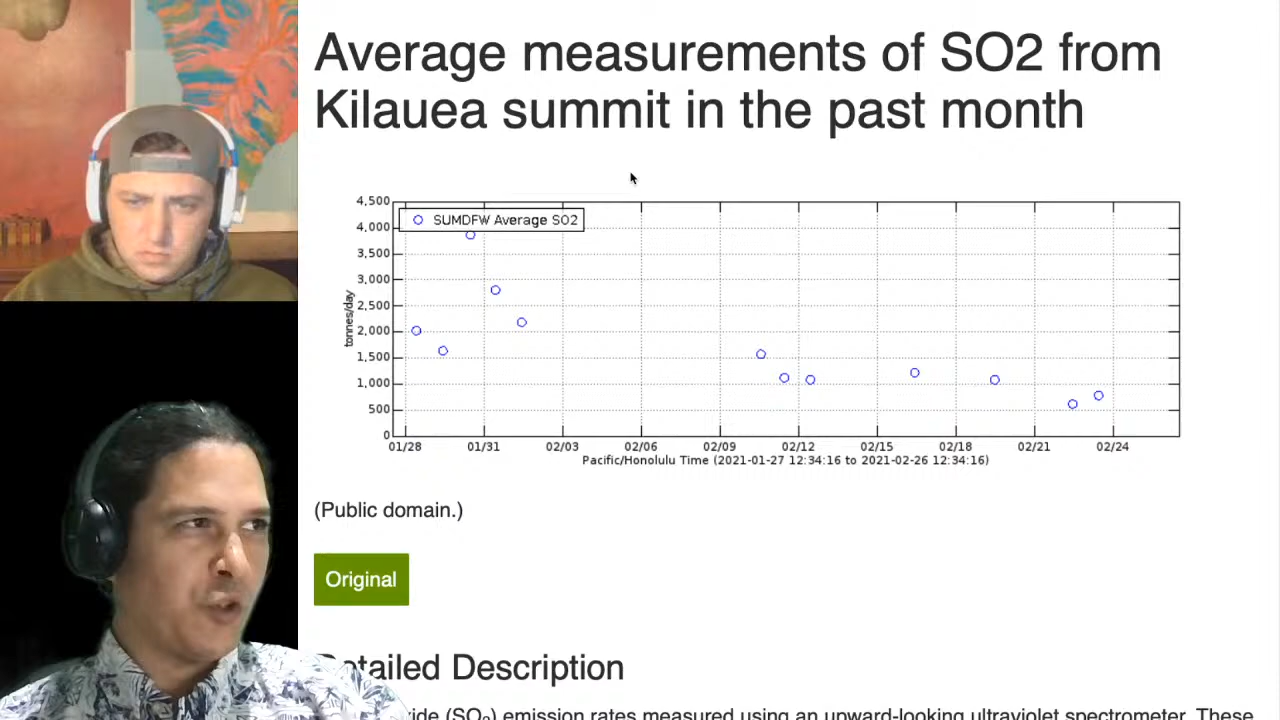 Average measurements of SO2 from
Kilauea summit in the past month
4,500
4,000
3,500
3,000
2,500
2,000
1,500
1,000
500
0
tonnes/day
SUMDFW Average SO2
01/28 01/31 02/03 02/06 02/09 02/12 02/15 02/18 02/21 02/24
Pacific/Honolulu Time (2021-01-27 12:34:16 to 2021-02-26 12:34:16)
(Public domain.)
Original
Detailed Description
(SO₂) emission rates measured using an upward-looking ultraviolet spectrometer. These